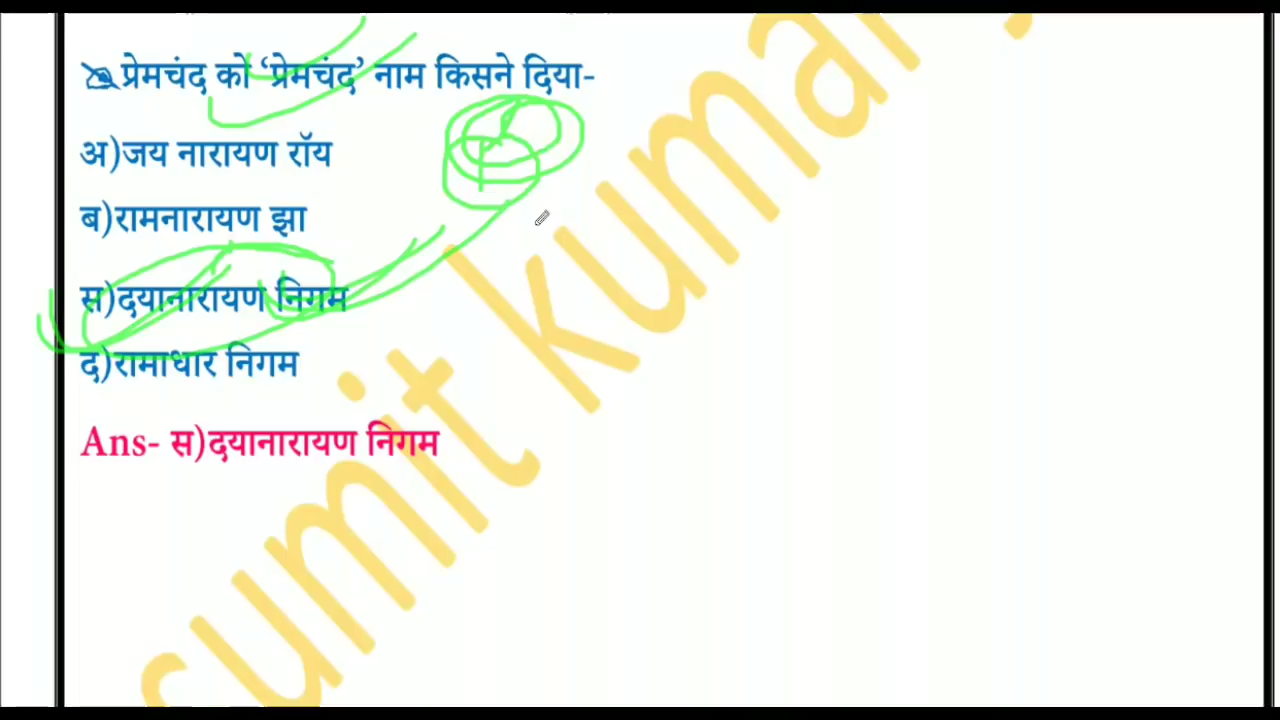 प्रेमचंद को ‘प्रेमचंद’ नाम किसने दिया-
अ)जय नारायण रॉय
ब)रामनारायण झा
स)दयानारायण निगम
द)रामाधार निगम
Ans- स)दयानारायण निगम
sumit kumar